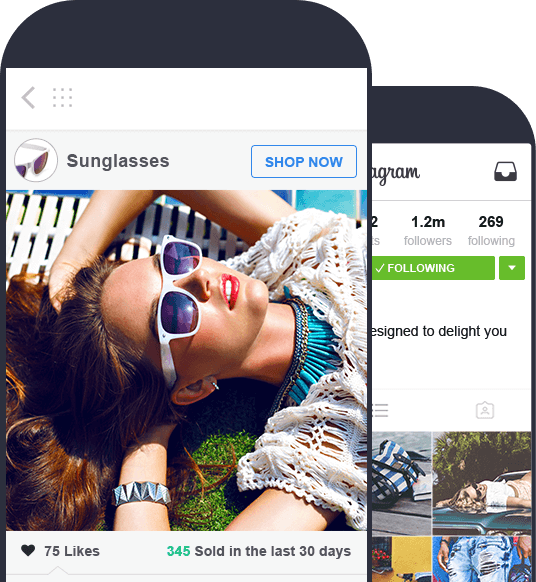 Sunglasses
SHOP NOW
75 Likes
345 Sold in the last 30 days
agram
2
1.2m
269
ts
followers
following
✓ FOLLOWING
esigned to delight you